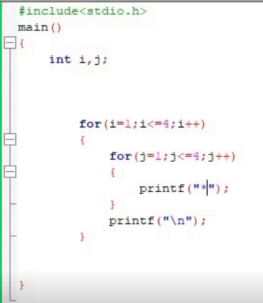 #include<stdio.h>
main()
{
int i,j;
for(i=1;i<=4;i++)
{
for(j=1;j<=4;j++)
{
printf("*");
}
printf("\n");
}
}